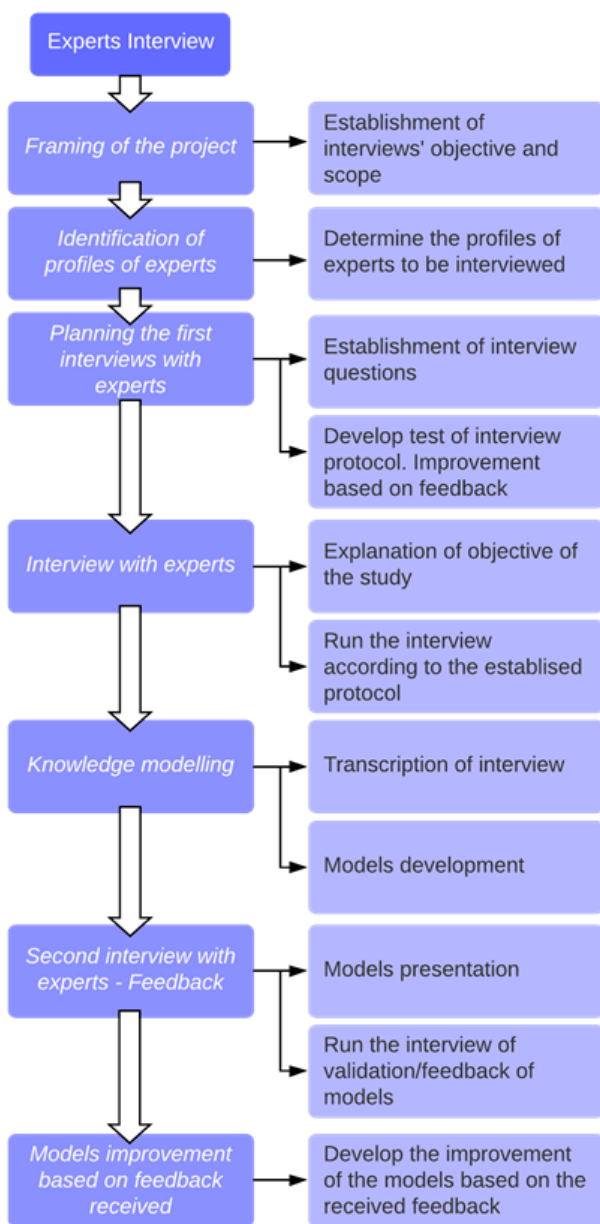 Experts Interview
Framing of the project
Establishment of
interviews' objective and
scope
Identification of
profiles of experts
Determine the profiles of
experts to be interviewed
Planning the first
interviews with
experts
Establishment of interview
questions
Develop test of interview
protocol. Improvement
based on feedback
Interview with experts
Explanation of objective of
the study
Run the interview
according to the establised
protocol
Knowledge modelling
Transcription of interview
Models development
Second interview with
experts - Feedback
Models presentation
Run the interview of
validation/feedback of
models
Models improvement
based on feedback
received
Develop the improvement
of the models based on the
received feedback